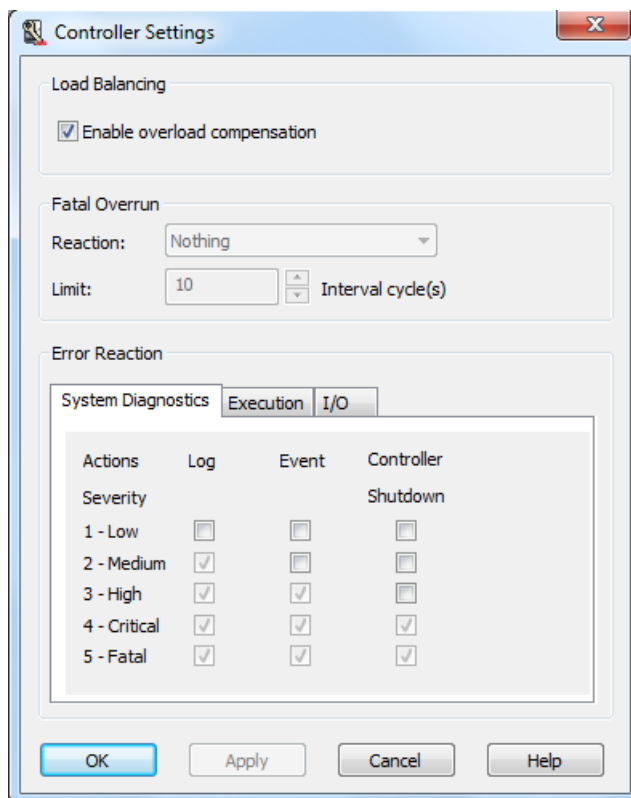 Controller Settings
Load Balancing
Enable overload compensation
Fatal Overrun
Reaction: Nothing
Limit: 10 Interval cycle(s)
Error Reaction
System Diagnostics Execution I/O
Actions Log Event Controller
Severity Shutdown
1 - Low
2 - Medium
3 - High
4 - Critical
5 - Fatal
OK Apply Cancel Help